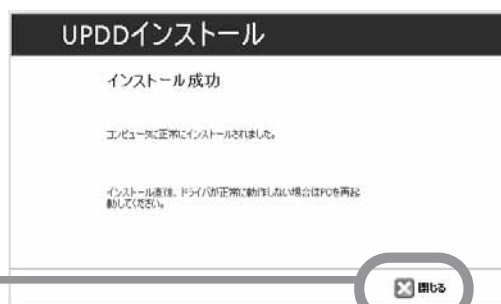 UPDDインストール
インストール成功
コンピュータに正常にインストールされました。
インストール直後、ドライバが正常に動作しない場合はPCを再起
動してください。
閉じる